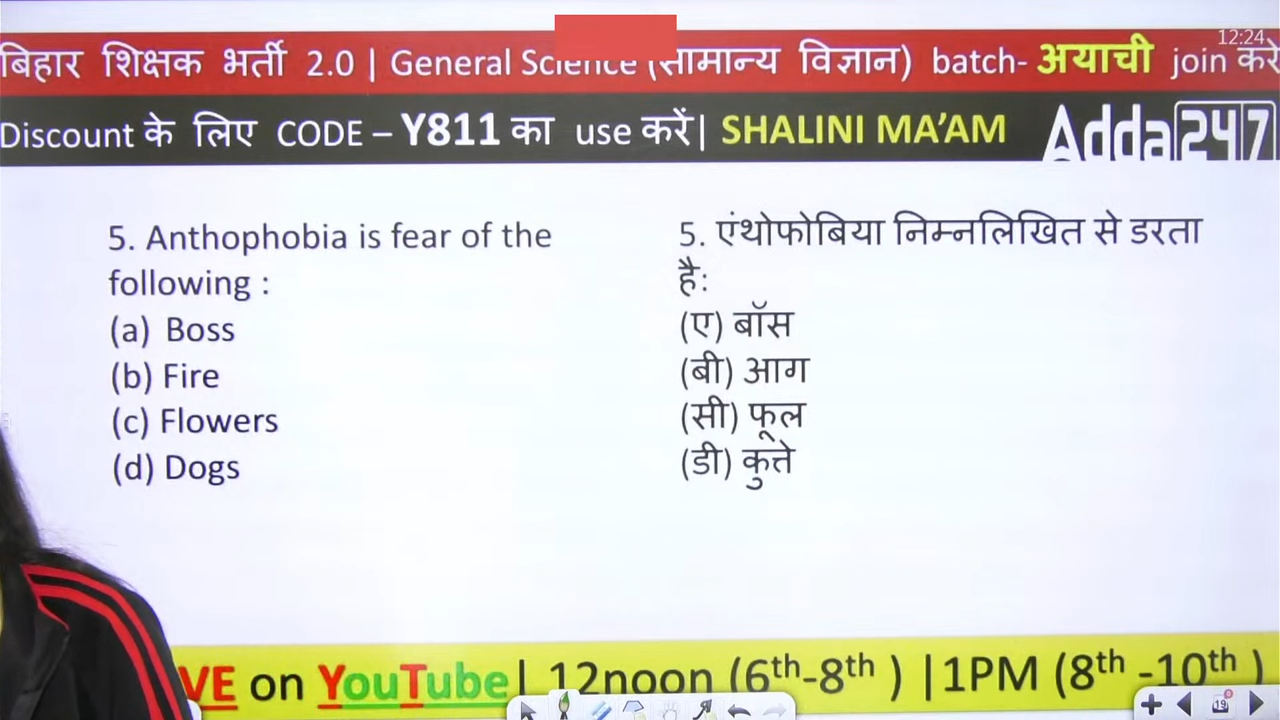 12:24
बिहार शिक्षक भर्ती 2.0 | General Science (सामान्य विज्ञान) batch- अयाची join करे
Discount के लिए CODE – Y811 का use करें| SHALINI MA’AM Adda247
5. Anthophobia is fear of the
following :
(a) Boss
(b) Fire
(c) Flowers
(d) Dogs
5. एंथोफोबिया निम्नलिखित से डरता
है:
(ए) बॉस
(बी) आग
(सी) फूल
(डी) कुत्ते
VE on YouTube| 12noon (6th-8th ) |1PM (8th -10th )
19